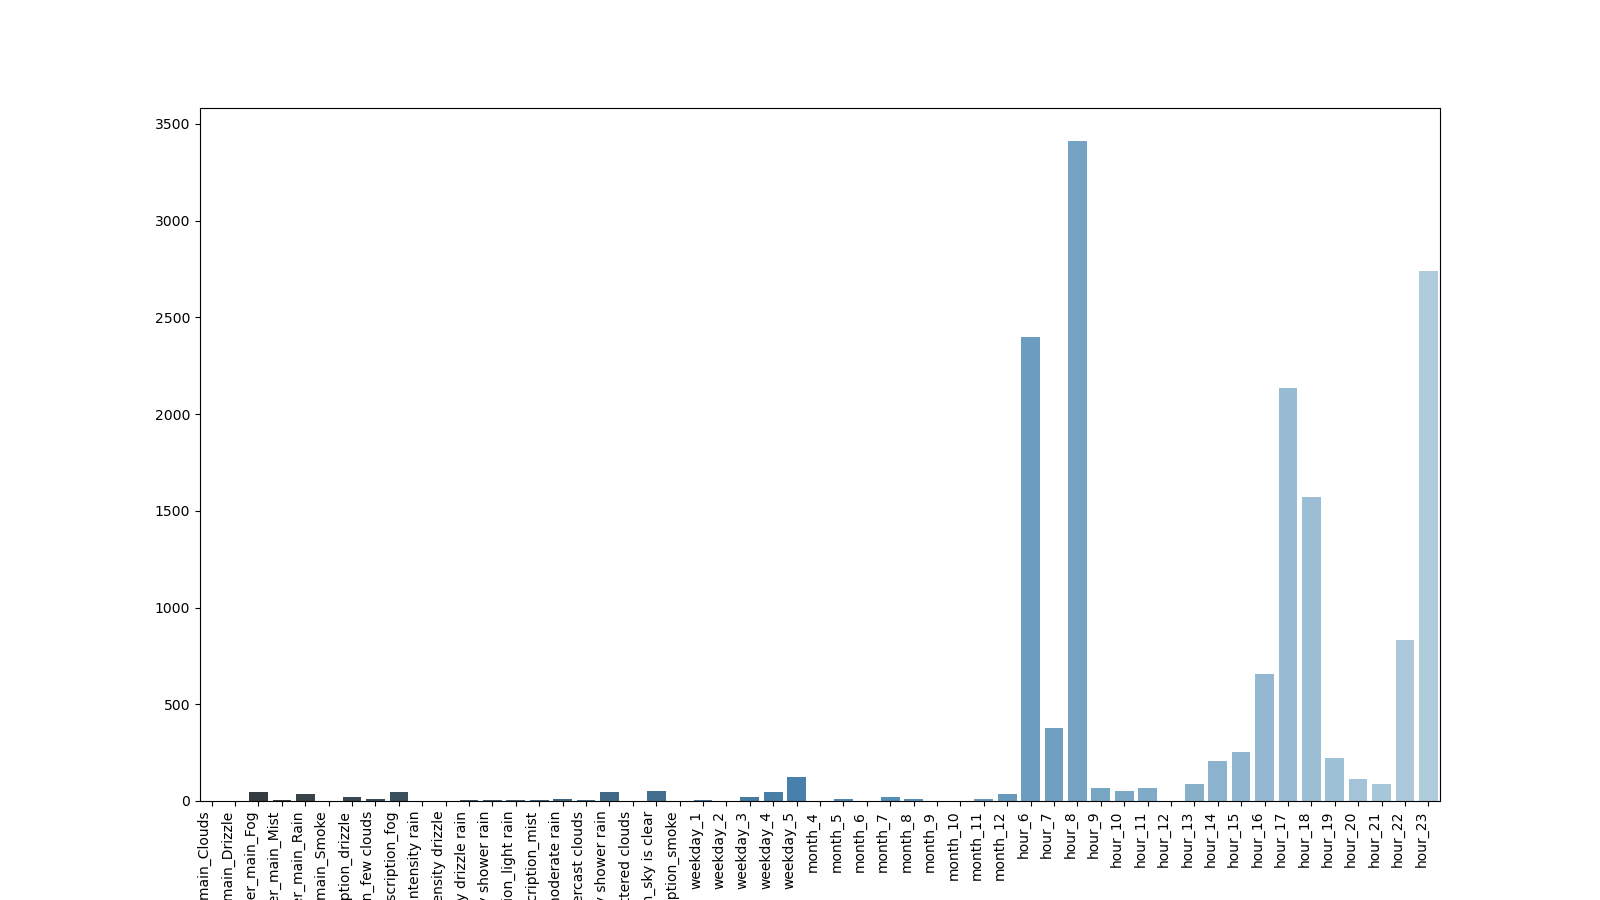 3500
3000
2500
2000
1500
1000
500
0
main_Clouds
main_Drizzle
er_main_Fog
er_main_Mist
er_main_Rain
main_Smoke
ption_drizzle
n_few clouds
scription_fog
ntensity rain
ensity drizzle
y drizzle rain
y shower rain
ion_light rain
cription_mist
noderate rain
ercast clouds
y shower rain
ttered clouds
n_sky is clear
ption_smoke
weekday_1
weekday_2
weekday_3
weekday_4
weekday_5
month_4
month_5
month_6
month_7
month_8
month_9
month_10
month_11
month_12
hour_6
hour_7
hour_8
hour_9
hour_10
hour_11
hour_12
hour_13
hour_14
hour_15
hour_16
hour_17
hour_18
hour_19
hour_20
hour_21
hour_22
hour_23